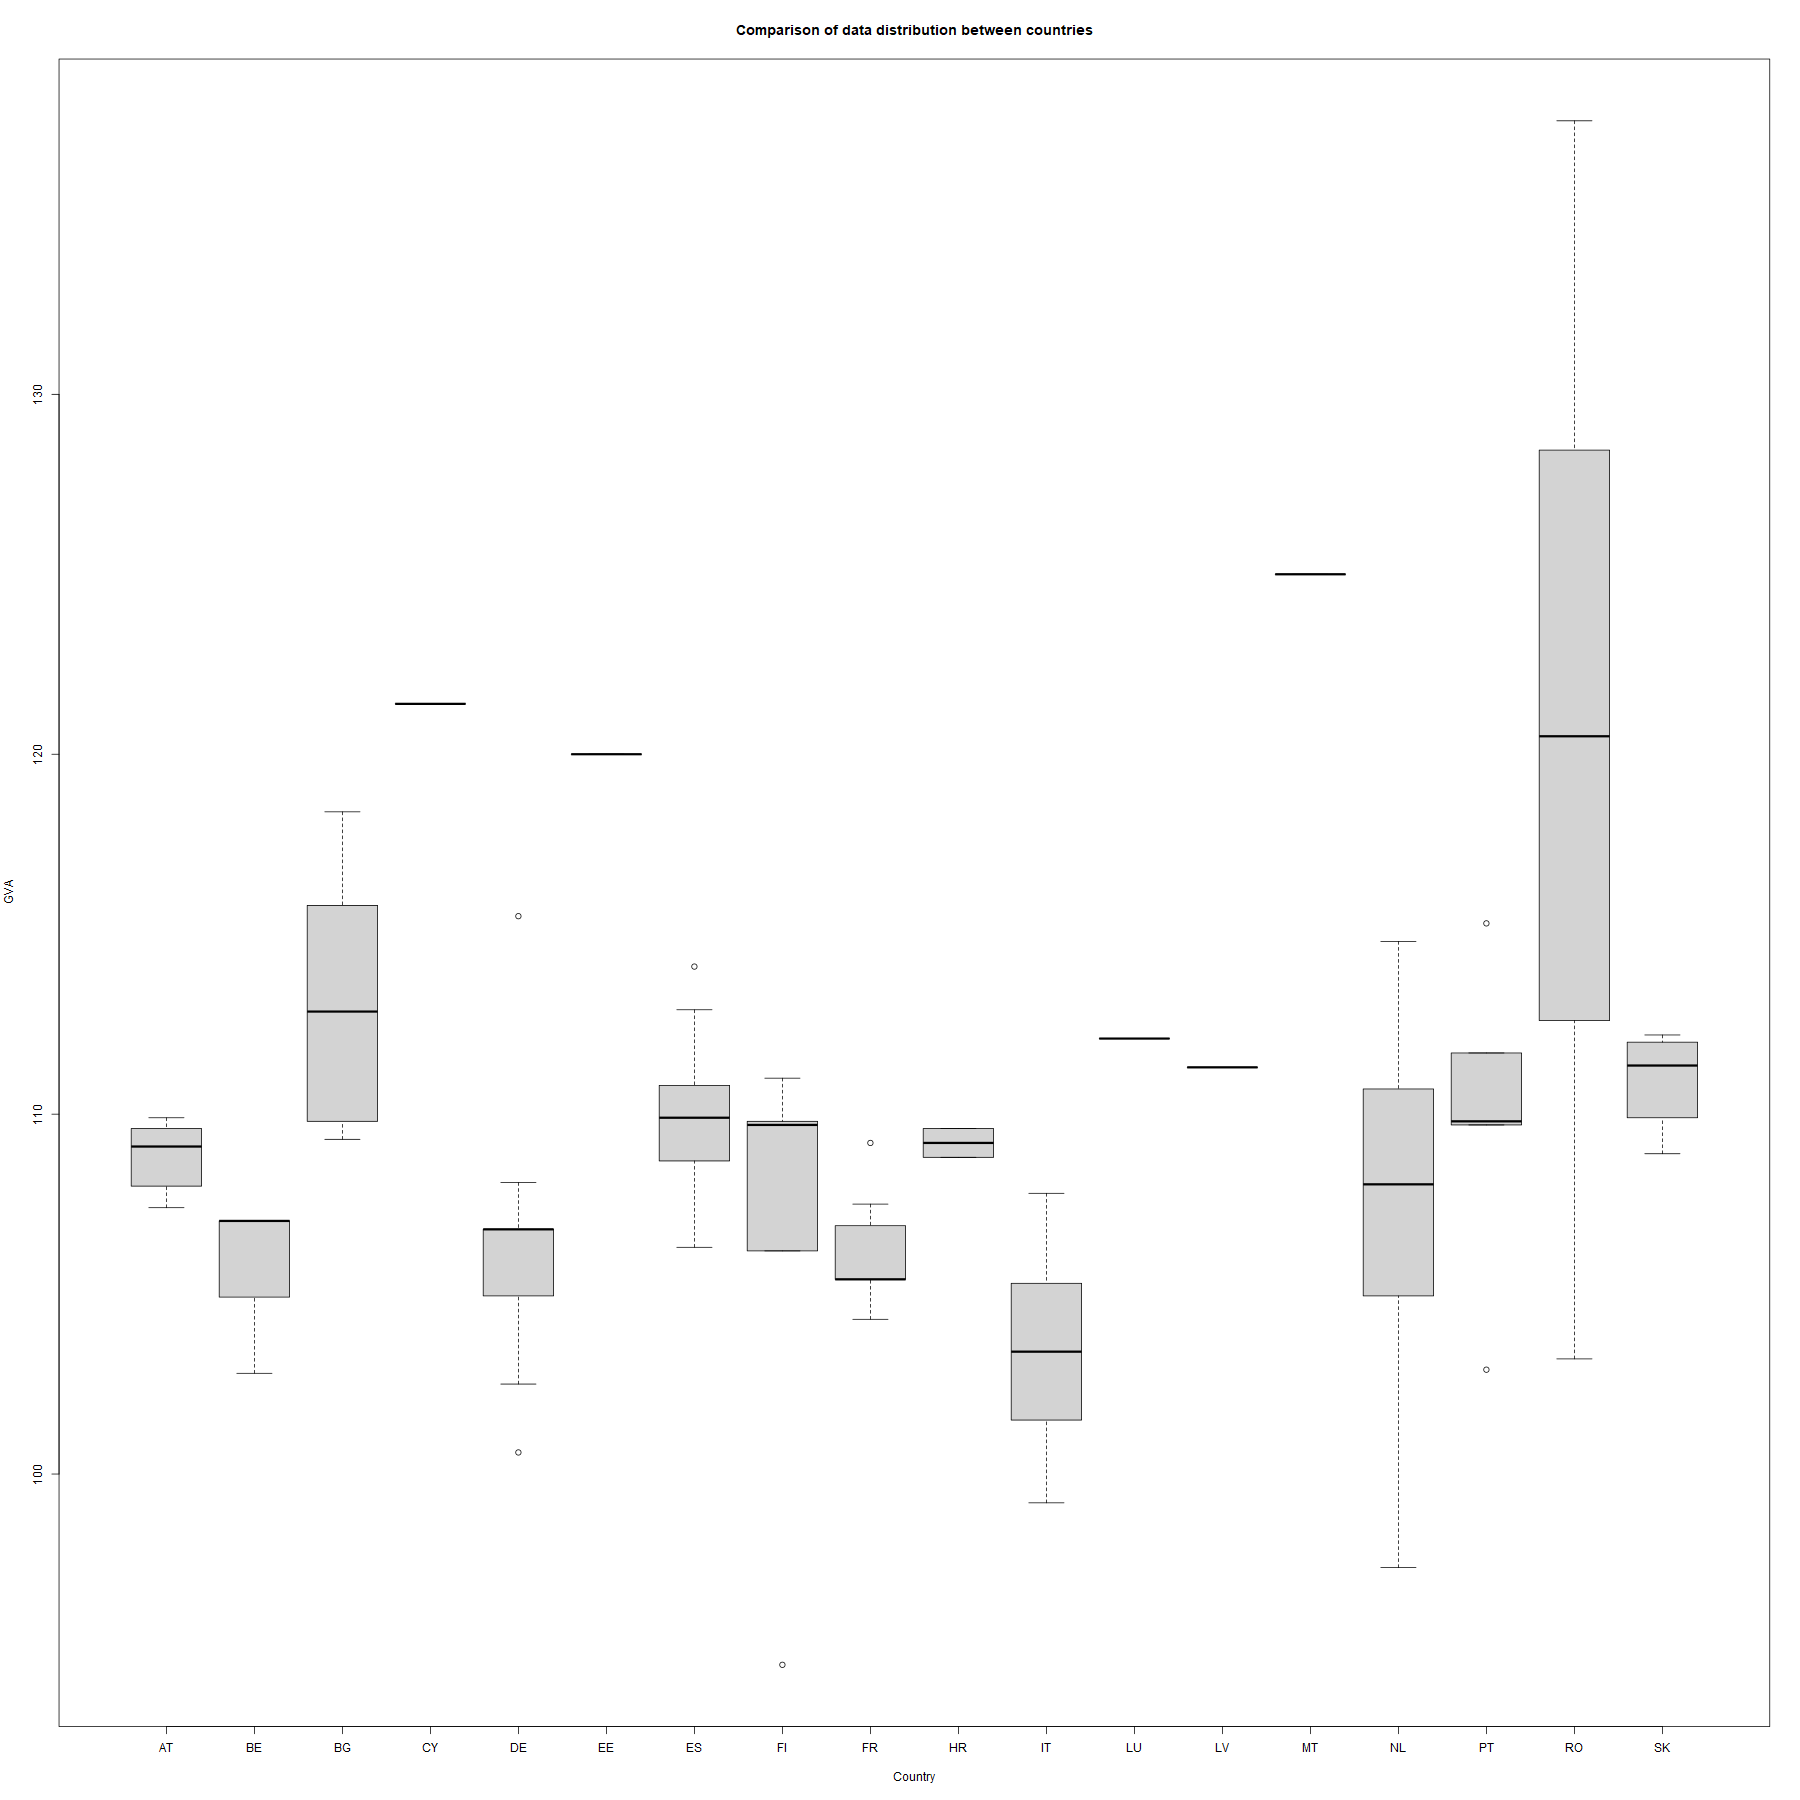 Comparison of data distribution between countries
GVA
130
120
110
100
AT BE BG CY DE EE ES FI FR HR IT LU LV MT NL PT RO SK
Country